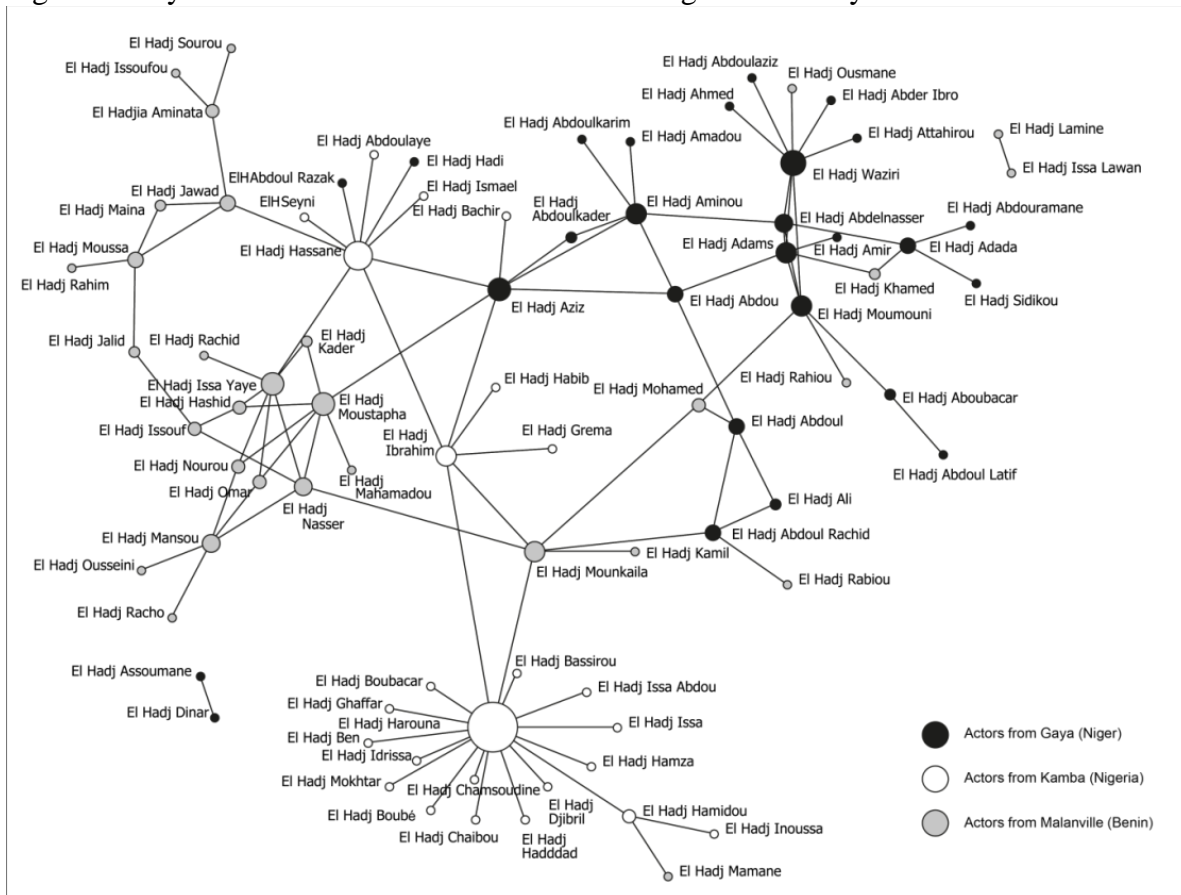 El Hadj Sourou
El Hadj Issoufou
El Hadjia Aminata
El Hadj Abdoulaye
El Hadj Hadi
ElHAbdoul Razak
El Hadj Ismael
ElHSeyni
El Hadj Bachir
El Hadj Jawad
El Hadj Maina
El Hadj Moussa
El Hadj Rahim
El Hadj Hassane
El Hadj Abdoulkarim
El Hadj Amadou
El Hadj
Abdoulkader
El Hadj Aminou
El Hadj Aziz
El Hadj Abdou
El Hadj Abdoulaziz
El Hadj Ousmane
El Hadj Ahmed
El Hadj Abder Ibro
El Hadj Attahirou
El Hadj Waziri
El Hadj Lamine
El Hadj Issa Lawan
El Hadj Abdelnasser
El Hadj Abdouramane
El Hadj Adams
El Hadj Amir
El Hadj Adada
El Hadj Khamed
El Hadj Sidikou
El Hadj Moumouni
El Hadj Jalid
El Hadj Rachid
El Hadj
Kader
El Hadj Issa Yaye
El Hadj Hashid
El Hadj
Moustapha
El Hadj Issouf
El Hadj Nourou
El Hadj Omar
El Hadj
Nasser
El Hadj
Mahamadou
El Hadj Mansou
El Hadj Ousseini
El Hadj Racho
El Hadj Habib
El Hadj
Ibrahim
El Hadj Grema
El Hadj Mohamed
El Hadj Rahiou
El Hadj Aboubacar
El Hadj Abdoul
El Hadj Abdoul Latif
El Hadj Ali
El Hadj Abdoul Rachid
El Hadj Kamil
El Hadj Mounkaila
El Hadj Rabiou
El Hadj Assoumane
El Hadj Dinar
El Hadj Bassirou
El Hadj Boubacar
El Hadj Issa Abdou
El Hadj Ghaffar
El Hadj Harouna
El Hadj Issa
El Hadj Ben
El Hadj Idrissa
El Hadj Hamza
El Hadj Mokhtar
El Hadj Chamsoudine
El Hadj
Djibril
El Hadj Boubé
El Hadj Chaibou
El Hadj
Hadddad
El Hadj Hamidou
El Hadj Inoussa
El Hadj Mamane
Actors from Gaya (Niger)
Actors from Kamba (Nigeria)
Actors from Malanville (Benin)